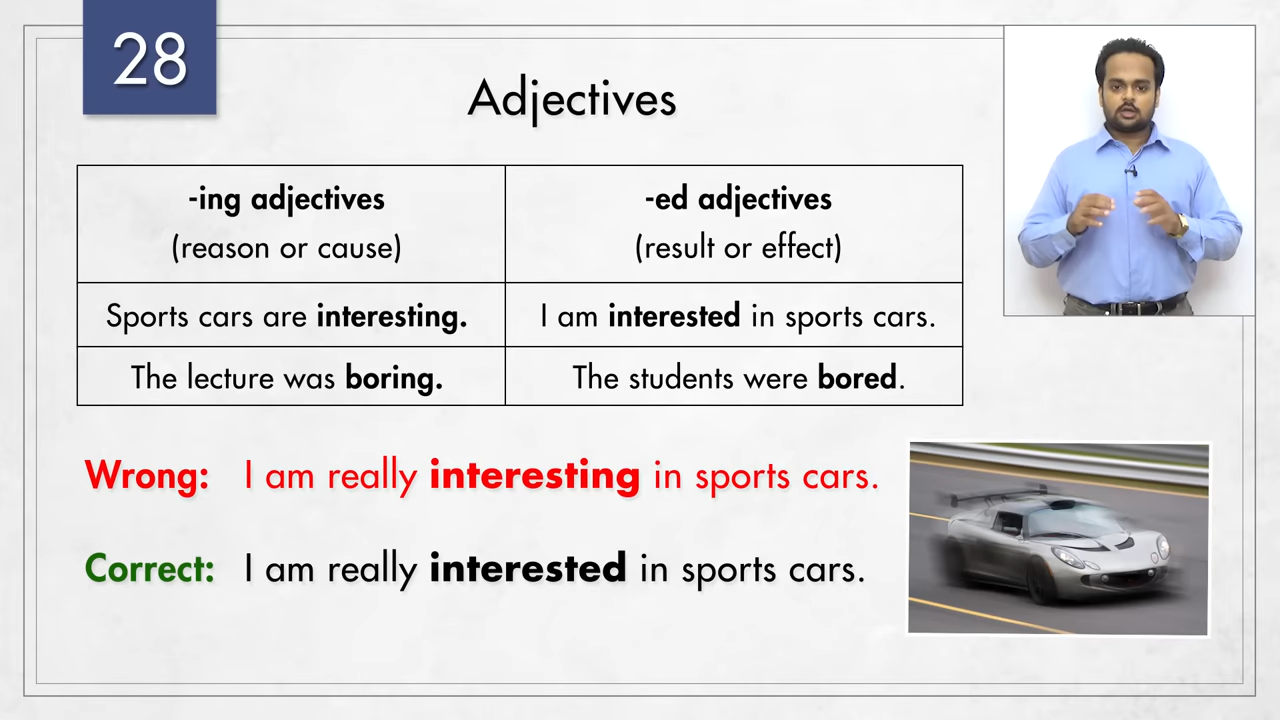 28
Adjectives
-ing adjectives
(reason or cause)
-ed adjectives
(result or effect)
Sports cars are interesting.
I am interested in sports cars.
The lecture was boring.
The students were bored.
Wrong: I am really interesting in sports cars.
Correct: I am really interested in sports cars.